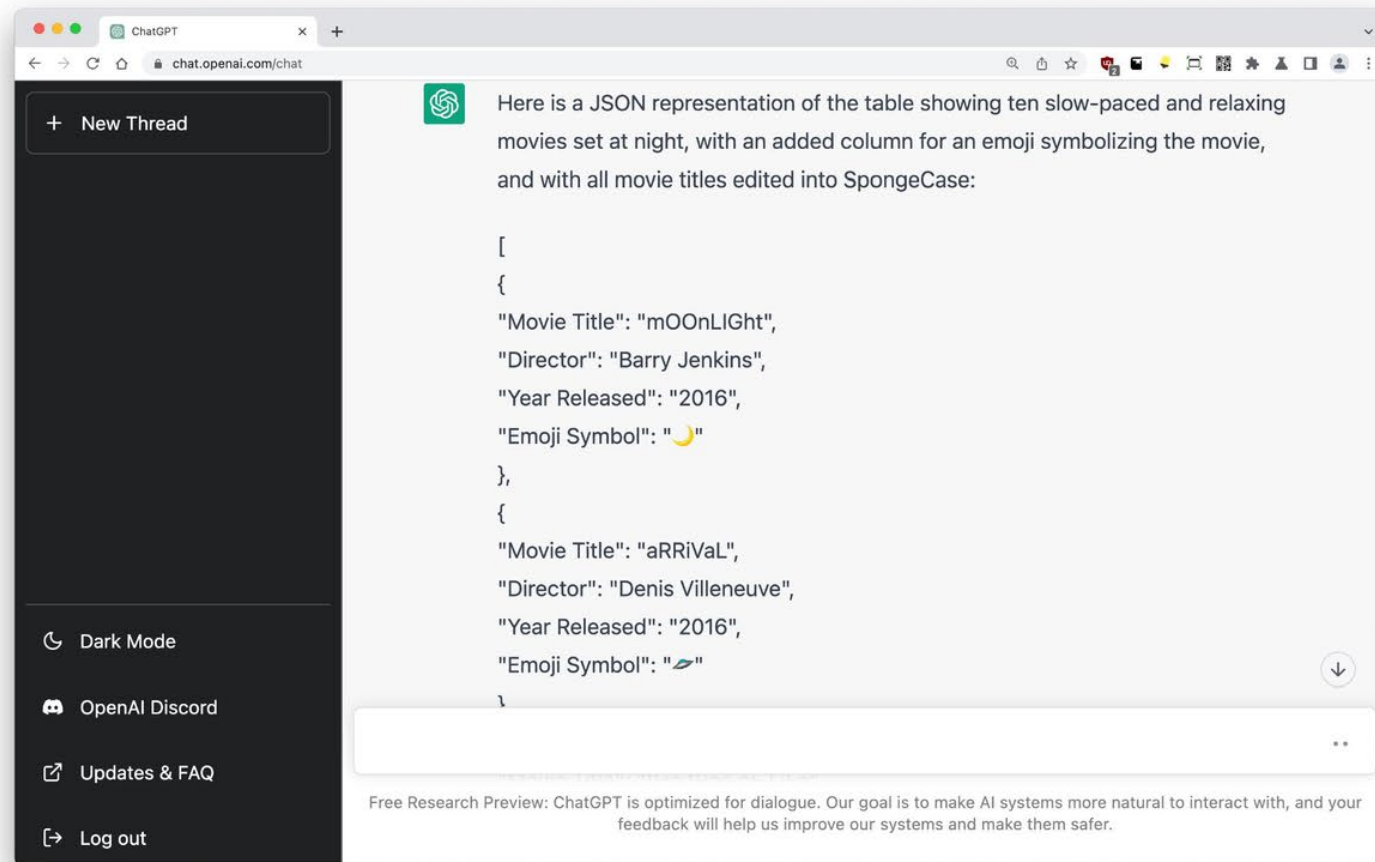 ChatGPT
chat.openai.com/chat
2
New Thread
Dark Mode
OpenAI Discord
Updates & FAQ
Log out
Here is a JSON representation of the table showing ten slow-paced and relaxing
movies set at night, with an added column for an emoji symbolizing the movie,
and with all movie titles edited into SpongeCase:
[
{
"Movie Title": "mOOnLIGht",
"Director": "Barry Jenkins",
"Year Released": "2016",
"Emoji Symbol": "🌙"
},
{
"Movie Title": "aRRiVaL",
"Director": "Denis Villeneuve",
"Year Released": "2016",
"Emoji Symbol": "🛸"
}
Free Research Preview: ChatGPT is optimized for dialogue. Our goal is to make AI systems more natural to interact with, and your
feedback will help us improve our systems and make them safer.